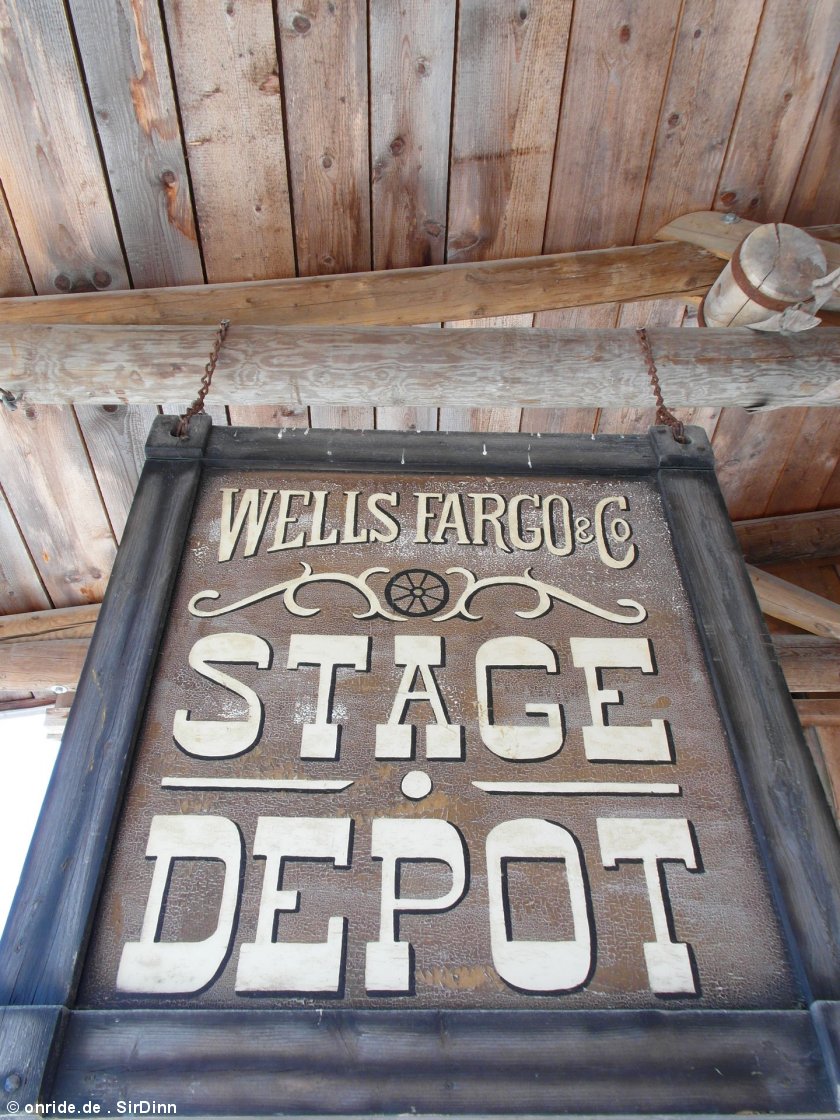 WELLS FARGO & Co
STAGE
DEPOT
© onride.de . SirDinn